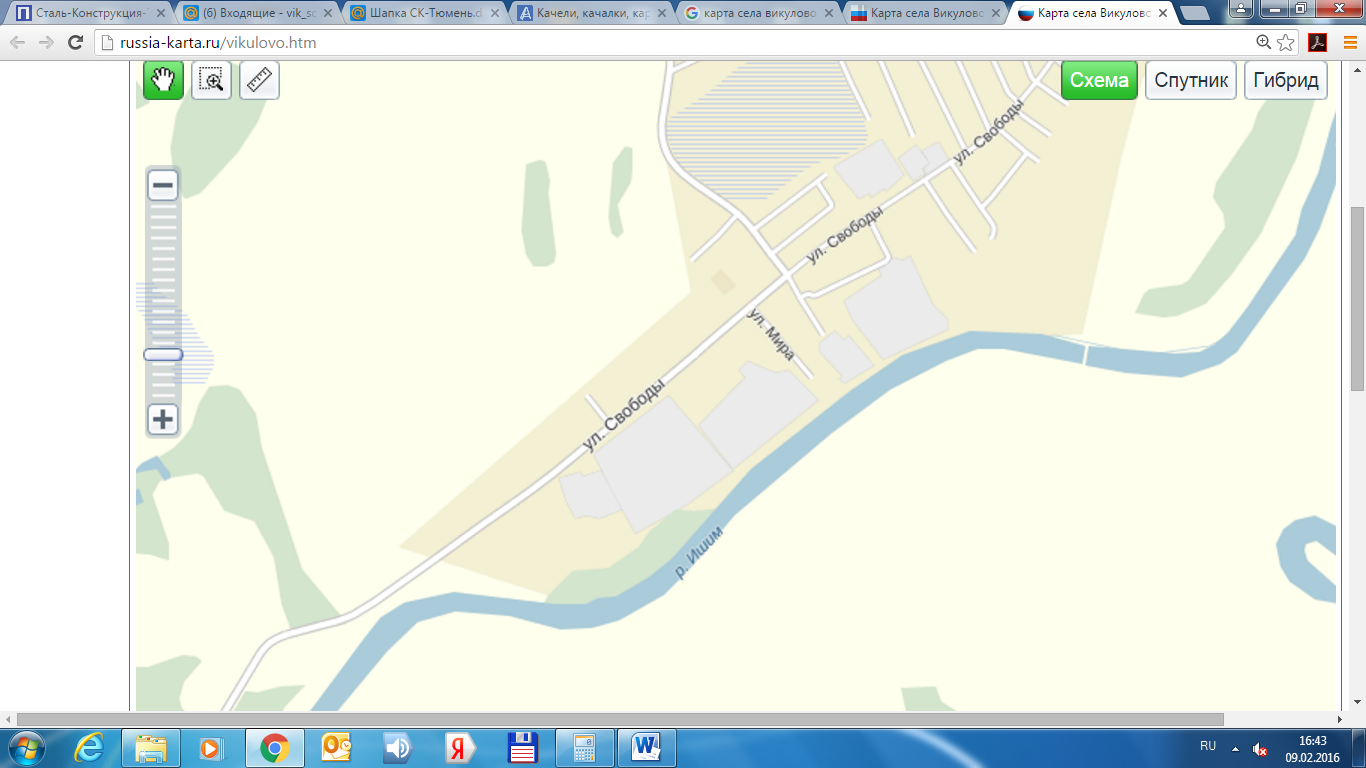 Сталь-Конструкция-
(6) Входящие - vik_sc
Шапка СК-Тюмень.d
Качели, качалки, кар
карта села викулово
Карта села Викулово
Карта села Викулово
russia-karta.ru/vikulovo.htm
Схема
Спутник
Гибрид
ул. Свободы
ул. Свободы
ул. Мира
ул. Свободы
р. Ишим
RU
16:43
09.02.2016